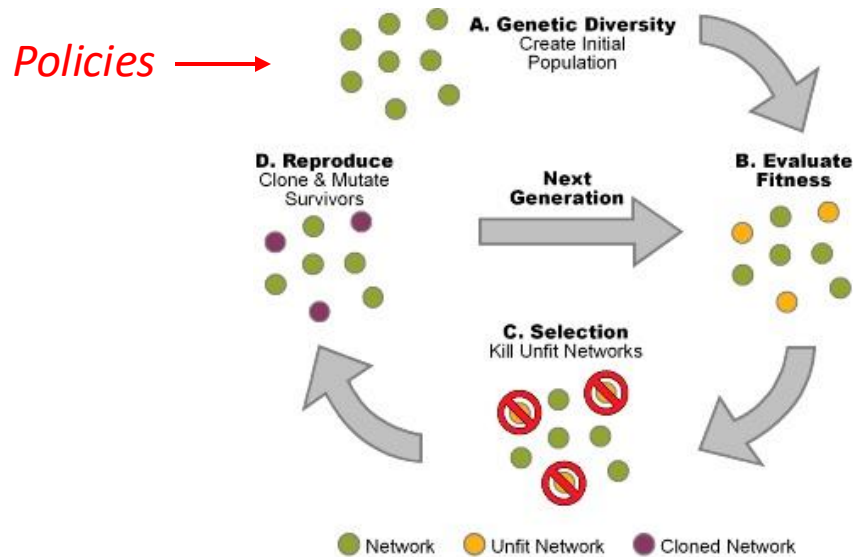 Policies
A. Genetic Diversity
Create Initial
Population
D. Reproduce
Clone & Mutate
Survivors
Next
Generation
B. Evaluate
Fitness
C. Selection
Kill Unfit Networks
Network
Unfit Network
Cloned Network